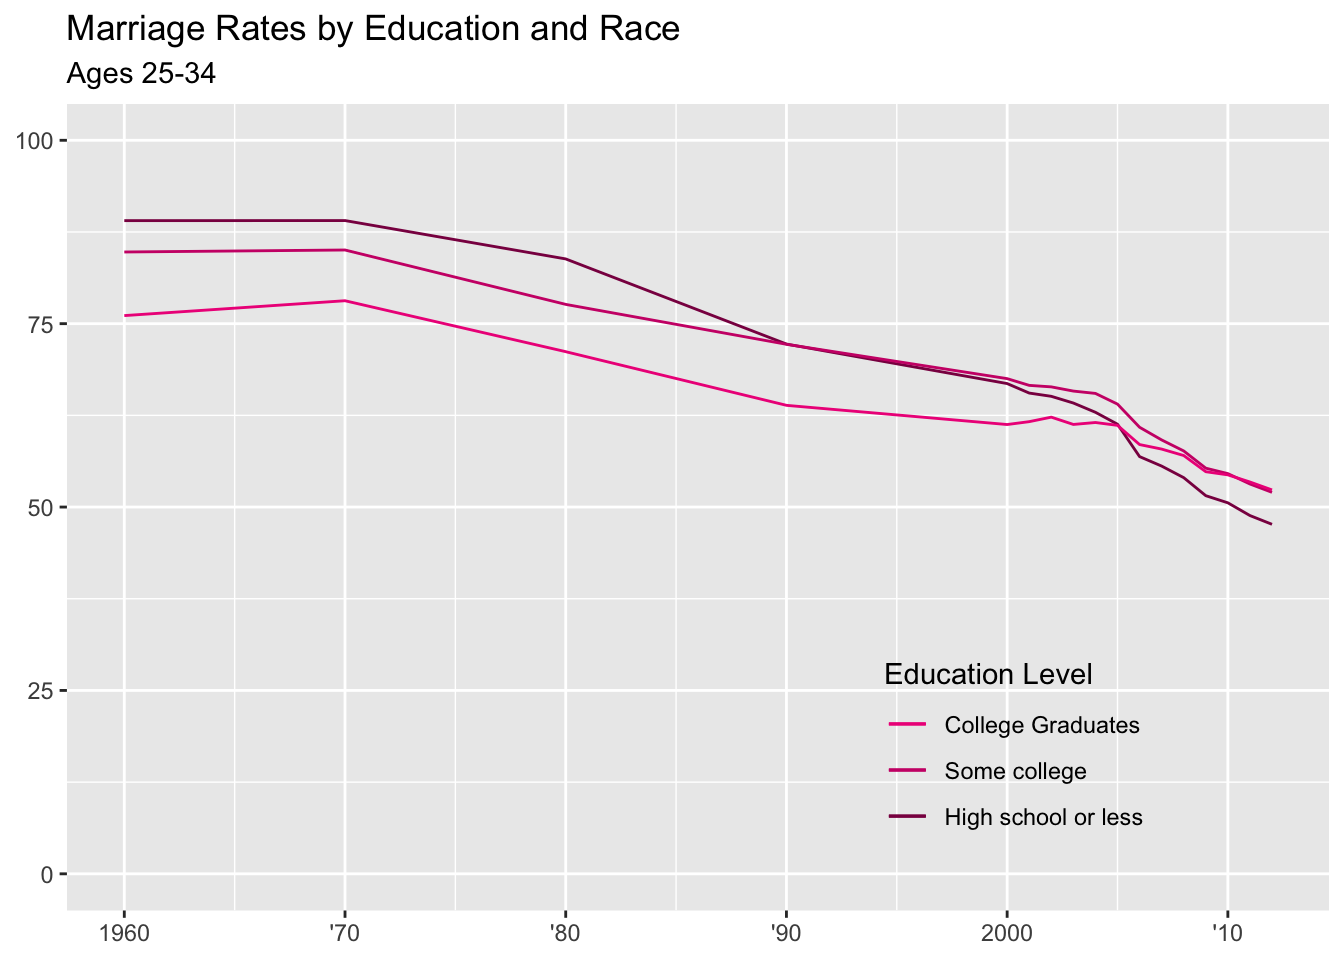 Marriage Rates by Education and Race
Ages 25-34
100
75
50
25
0
Education Level
College Graduates
Some college
High school or less
1960 '70 '80 '90 2000 '10